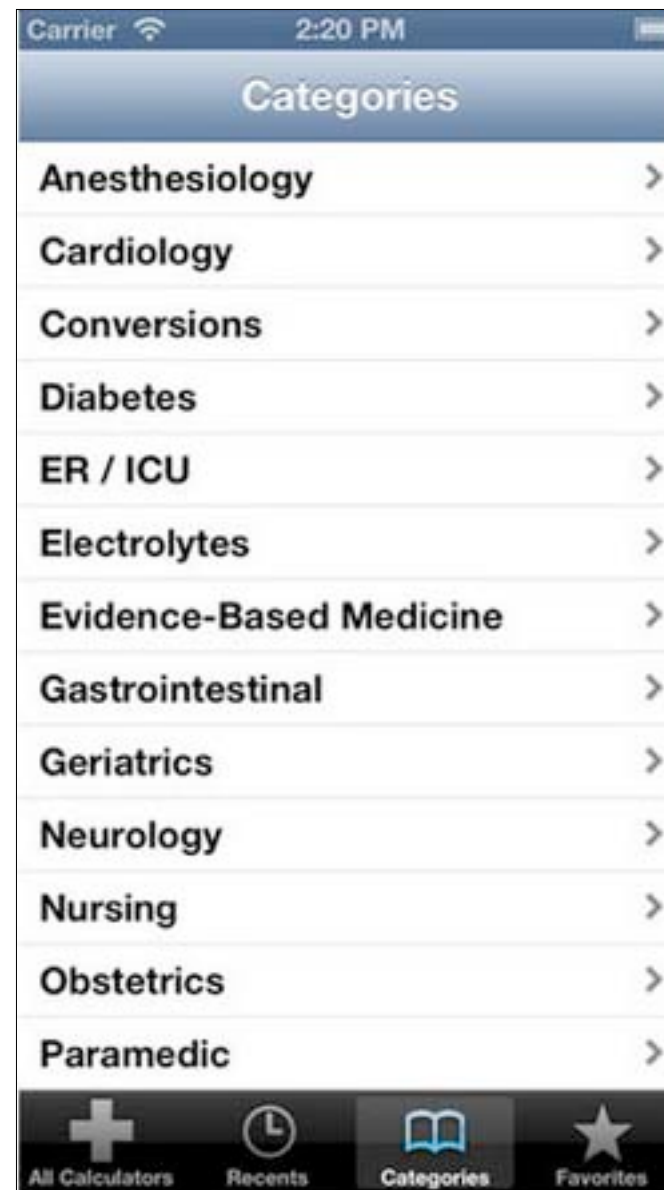 Carrier 2:20 PM
Categories
Anesthesiology
Cardiology
Conversions
Diabetes
ER / ICU
Electrolytes
Evidence-Based Medicine
Gastrointestinal
Geriatrics
Neurology
Nursing
Obstetrics
Paramedic
All Calculators Recents Categories Favorites